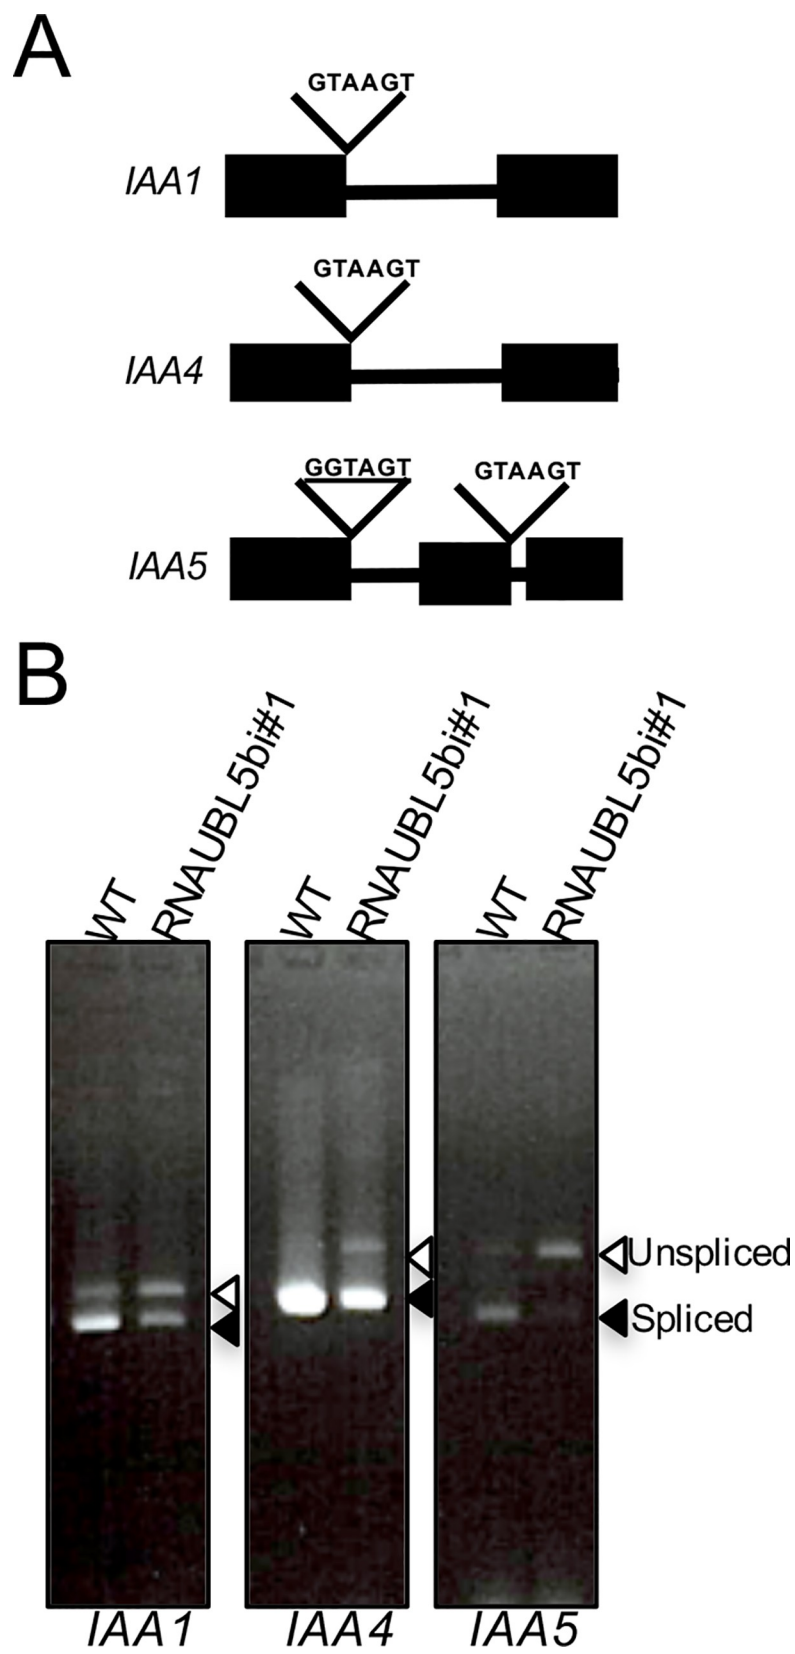 A
GTAAGT
IAA1
GTAAGT
IAA4
GGTAGT GTAAGT
IAA5
B
WT RNAUBL5bi#1 WT RNAUBL5bi#1 WT RNAUBL5bi#1
Unspliced
Spliced
IAA1 IAA4 IAA5